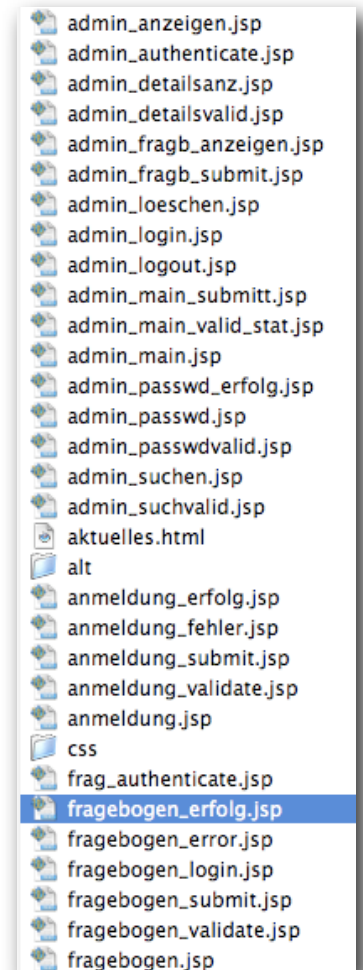 admin_anzeigen.jsp
admin_authenticate.jsp
admin_detailsanz.jsp
admin_detailsvalid.jsp
admin_fragb_anzeigen.jsp
admin_fragb_submit.jsp
admin_loeschen.jsp
admin_login.jsp
admin_logout.jsp
admin_main_submitt.jsp
admin_main_valid_stat.jsp
admin_main.jsp
admin_passwd_erfolg.jsp
admin_passwd.jsp
admin_passwdvalid.jsp
admin_suchen.jsp
admin_suchvalid.jsp
aktuelles.html
alt
anmeldung_erfolg.jsp
anmeldung_fehler.jsp
anmeldung_submit.jsp
anmeldung_validate.jsp
anmeldung.jsp
css
frag_authenticate.jsp
fragebogen_erfolg.jsp
fragebogen_error.jsp
fragebogen_login.jsp
fragebogen_submit.jsp
fragebogen_validate.jsp
fragebogen.jsp